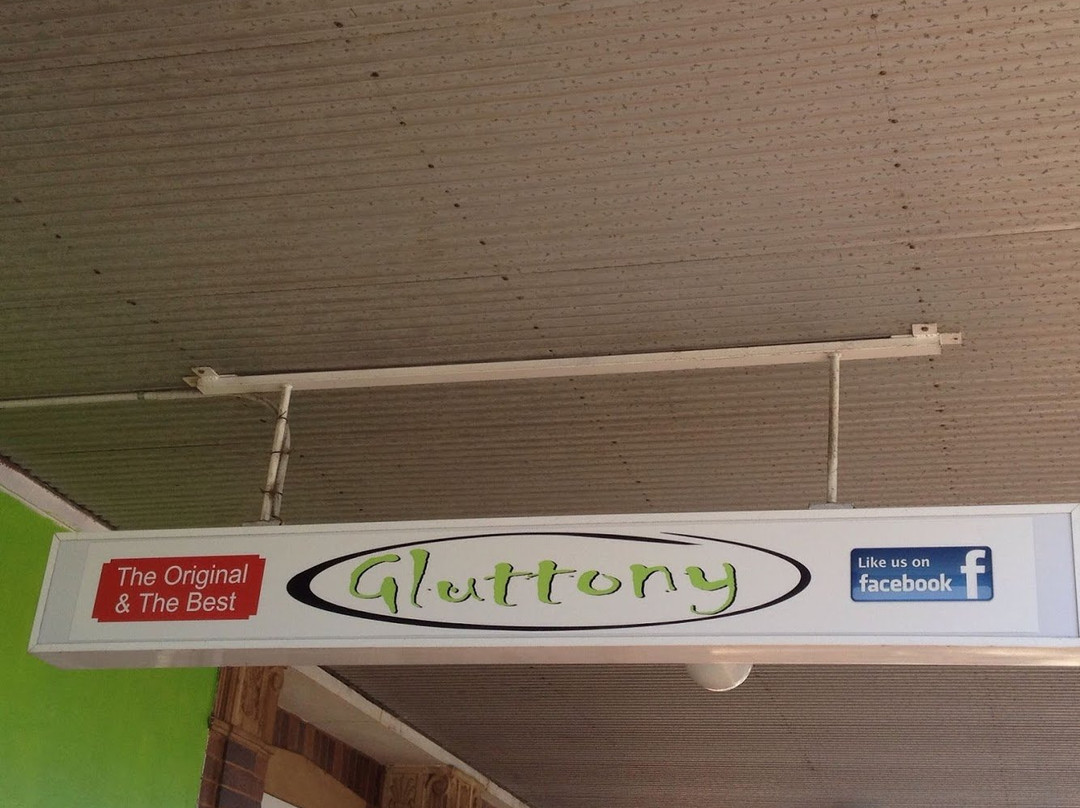 The Original
& The Best
Gluttony
Like us on
facebook f